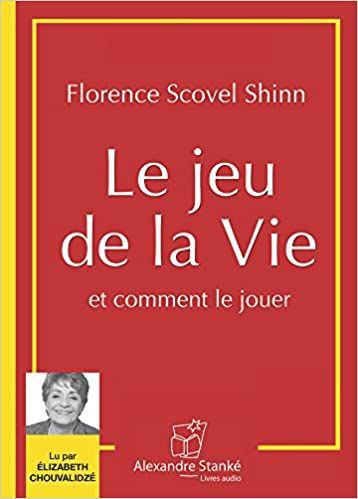 Florence Scovel Shinn
Le jeu
de la Vie
et comment le jouer
Lu par
ÉLIZABETH
CHOUVALIDZÉ
Alexandre Stanké
Livres audio